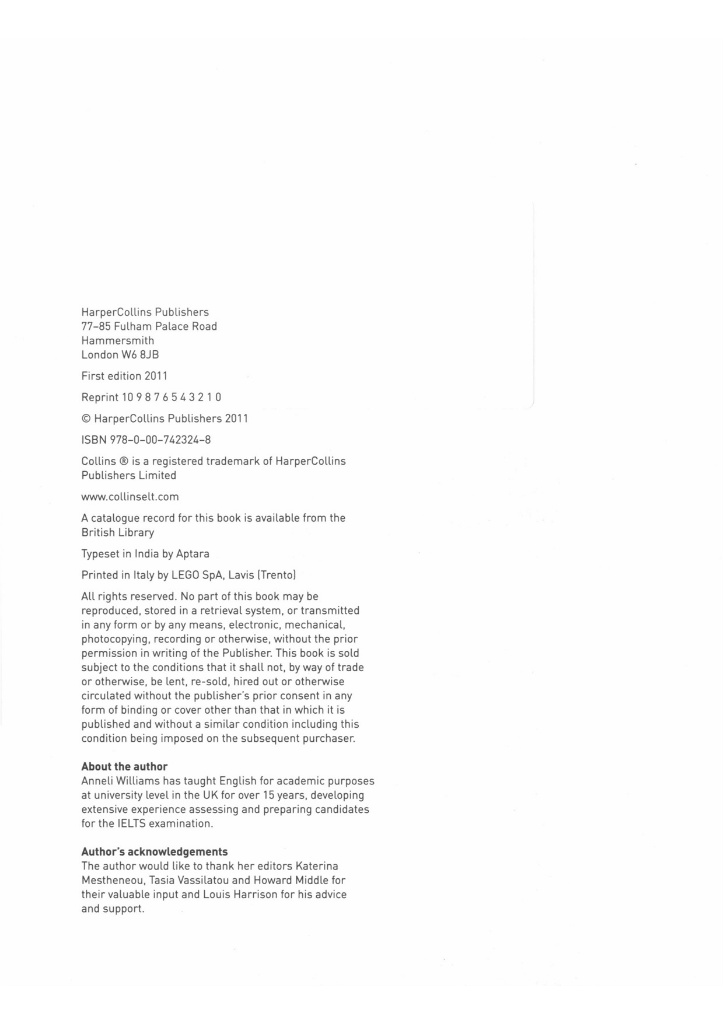 HarperCollins Publishers
77–85 Fulham Palace Road
Hammersmith
London W6 8JB
First edition 2011
Reprint 10 9 8 7 6 5 4 3 2 1 0
© HarperCollins Publishers 2011
ISBN 978–0–00–742324–8
Collins ® is a registered trademark of HarperCollins
Publishers Limited
www.collinselt.com
A catalogue record for this book is available from the
British Library
Typeset in India by Aptara
Printed in Italy by LEGO SpA, Lavis (Trento)
All rights reserved. No part of this book may be
reproduced, stored in a retrieval system, or transmitted
in any form or by any means, electronic, mechanical,
photocopying, recording or otherwise, without the prior
permission in writing of the Publisher. This book is sold
subject to the conditions that it shall not, by way of trade
or otherwise, be lent, re-sold, hired out or otherwise
circulated without the publisher's prior consent in any
form of binding or cover other than that in which it is
published and without a similar condition including this
condition being imposed on the subsequent purchaser.
About the author
Anneli Williams has taught English for academic purposes
at university level in the UK for over 15 years, developing
extensive experience assessing and preparing candidates
for the IELTS examination.
Author's acknowledgements
The author would like to thank her editors Katerina
Mestheneou, Tasia Vassilatou and Howard Middle for
their valuable input and Louis Harrison for his advice
and support.